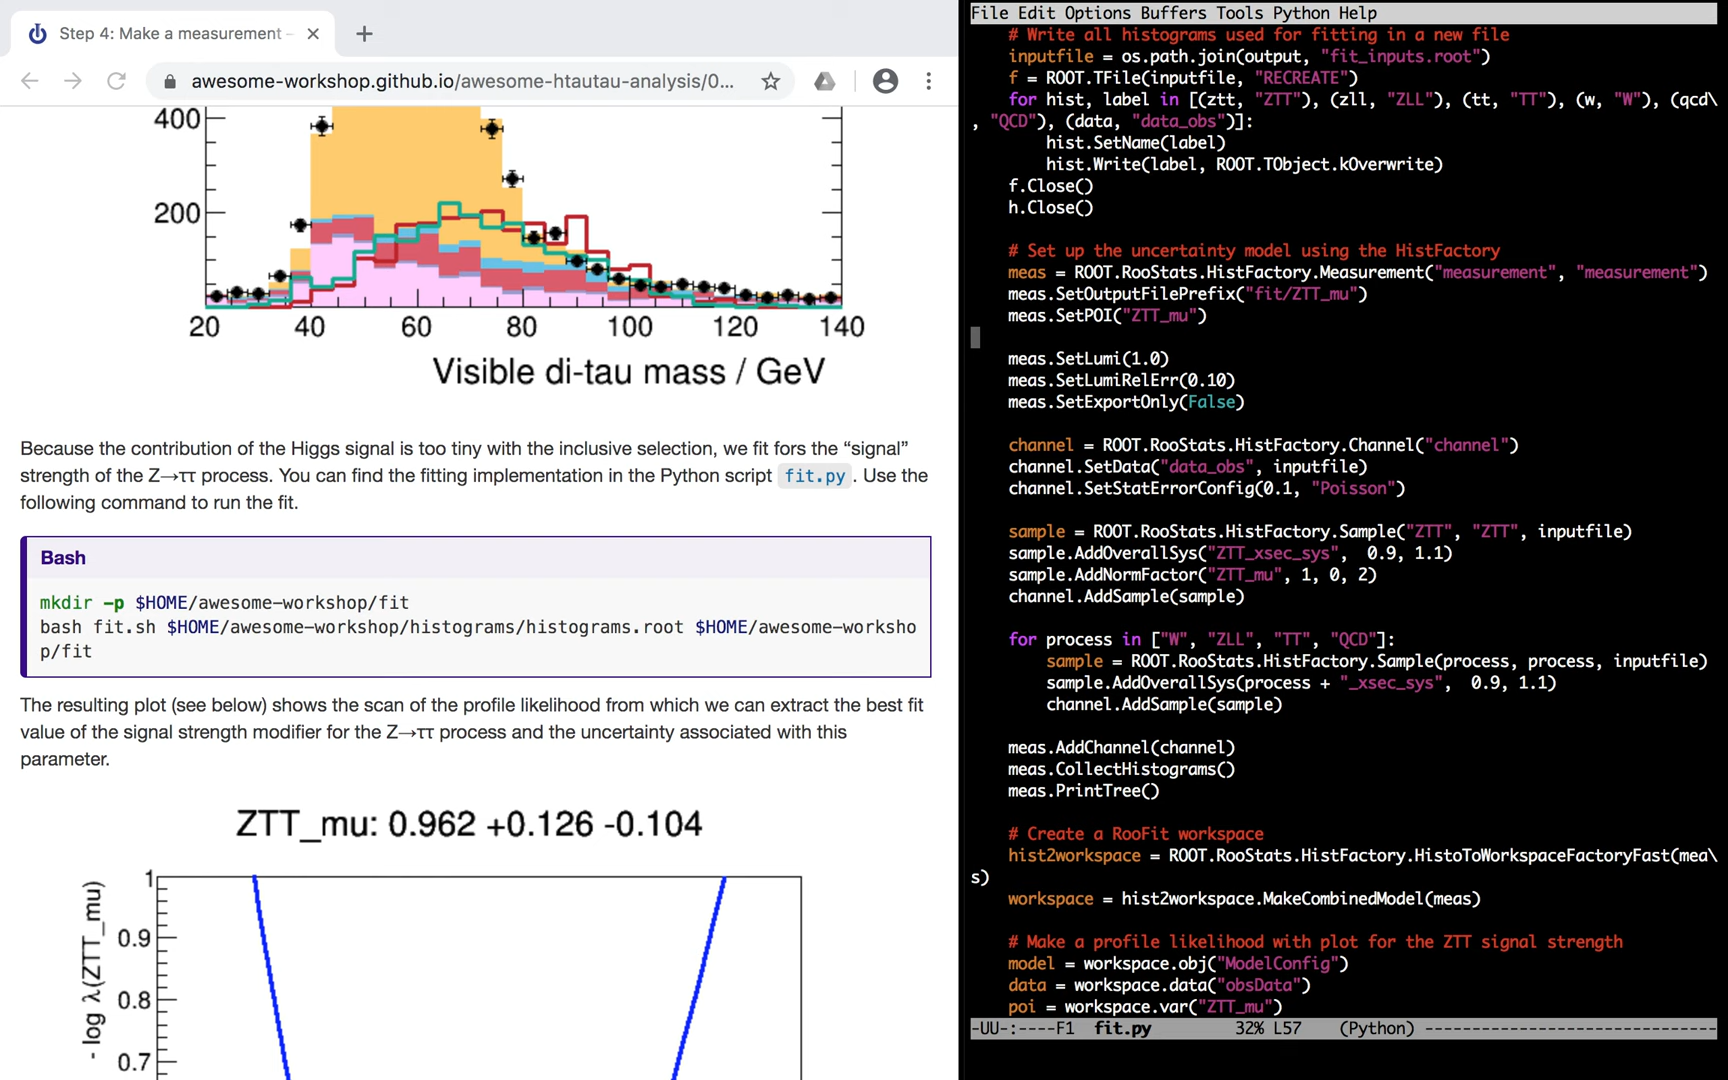 Step 4: Make a measurement -
awesome-workshop.github.io/awesome-htautau-analysis/0...
400
200
20 40 60 80 100 120 140
Visible di-tau mass / GeV
Because the contribution of the Higgs signal is too tiny with the inclusive selection, we fit fors the “signal”
strength of the Z→ττ process. You can find the fitting implementation in the Python script fit.py . Use the
following command to run the fit.
Bash
mkdir -p $HOME/awesome-workshop/fit
bash fit.sh $HOME/awesome-workshop/histograms/histograms.root $HOME/awesome-worksho
p/fit
The resulting plot (see below) shows the scan of the profile likelihood from which we can extract the best fit
value of the signal strength modifier for the Z→ττ process and the uncertainty associated with this
parameter.
ZTT_mu: 0.962 +0.126 -0.104
- log λ(ZTT_mu)
1
0.9
0.8
0.7
File Edit Options Buffers Tools Python Help
# Write all histograms used for fitting in a new file
inputfile = os.path.join(output, "fit_inputs.root")
f = ROOT.TFile(inputfile, "RECREATE")
for hist, label in [(ztt, "ZTT"), (zll, "ZLL"), (tt, "TT"), (w, "W"), (qcd\
, "QCD"), (data, "data_obs")]:
hist.SetName(label)
hist.Write(label, ROOT.TObject.kOverwrite)
f.Close()
h.Close()
# Set up the uncertainty model using the HistFactory
meas = ROOT.RooStats.HistFactory.Measurement("measurement", "measurement")
meas.SetOutputFilePrefix("fit/ZTT_mu")
meas.SetPOI("ZTT_mu")
meas.SetLumi(1.0)
meas.SetLumiRelErr(0.10)
meas.SetExportOnly(False)
channel = ROOT.RooStats.HistFactory.Channel("channel")
channel.SetData("data_obs", inputfile)
channel.SetStatErrorConfig(0.1, "Poisson")
sample = ROOT.RooStats.HistFactory.Sample("ZTT", "ZTT", inputfile)
sample.AddOverallSys("ZTT_xsec_sys", 0.9, 1.1)
sample.AddNormFactor("ZTT_mu", 1, 0, 2)
channel.AddSample(sample)
for process in ["W", "ZLL", "TT", "QCD"]:
sample = ROOT.RooStats.HistFactory.Sample(process, process, inputfile)
sample.AddOverallSys(process + "_xsec_sys", 0.9, 1.1)
channel.AddSample(sample)
meas.AddChannel(channel)
meas.CollectHistograms()
meas.PrintTree()
# Create a RooFit workspace
hist2workspace = ROOT.RooStats.HistFactory.HistoToWorkspaceFactoryFast(mea\
s)
workspace = hist2workspace.MakeCombinedModel(meas)
# Make a profile likelihood with plot for the ZTT signal strength
model = workspace.obj("ModelConfig")
data = workspace.data("obsData")
poi = workspace.var("ZTT_mu")
-UU-:----F1 fit.py 32% L57 (Python) -------------------------------